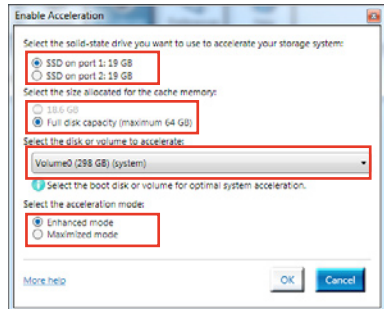 Enable Acceleration
Select the solid-state drive you want to use to accelerate your storage system:
SSD on port 1: 19 GB
SSD on port 2: 19 GB
Select the size allocated for the cache memory:
18.6 GB
Full disk capacity (maximum 64 GB)
Select the disk or volume to accelerate:
Volume0 (298 GB) (system)
Select the boot disk or volume for optimal system acceleration.
Select the acceleration mode:
Enhanced mode
Maximized mode
More help
OK
Cancel